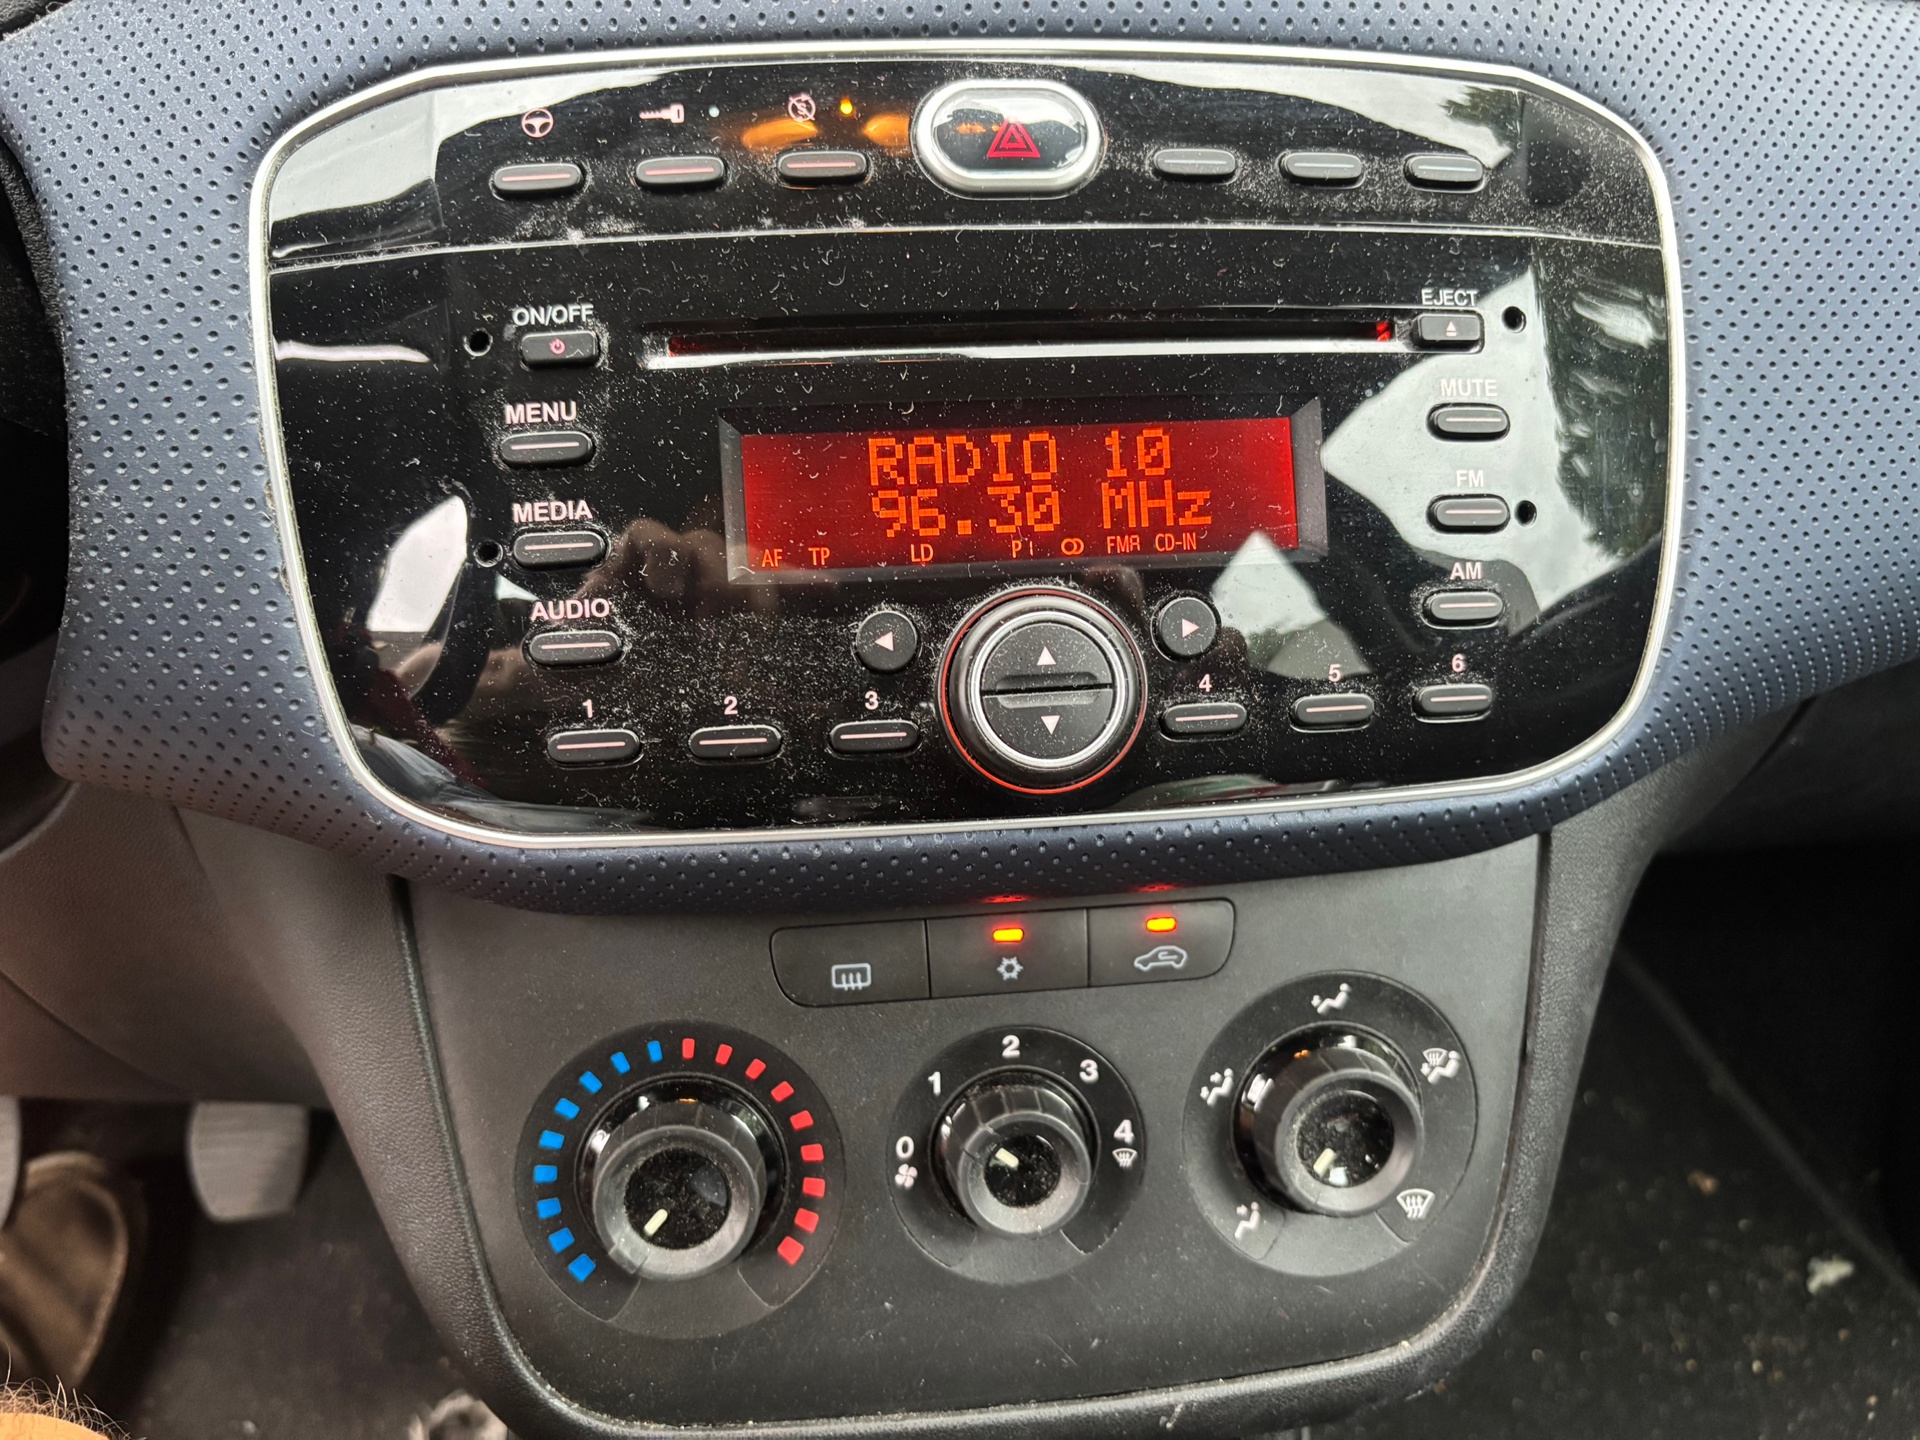 ON/OFF
EJECT
MENU
MUTE
RADIO 10
96.30 MHz
AF TP LD PI FMA CD-IN
MEDIA
FM
AUDIO
AM
1 2 3 4 5 6
0 1 2 3 4